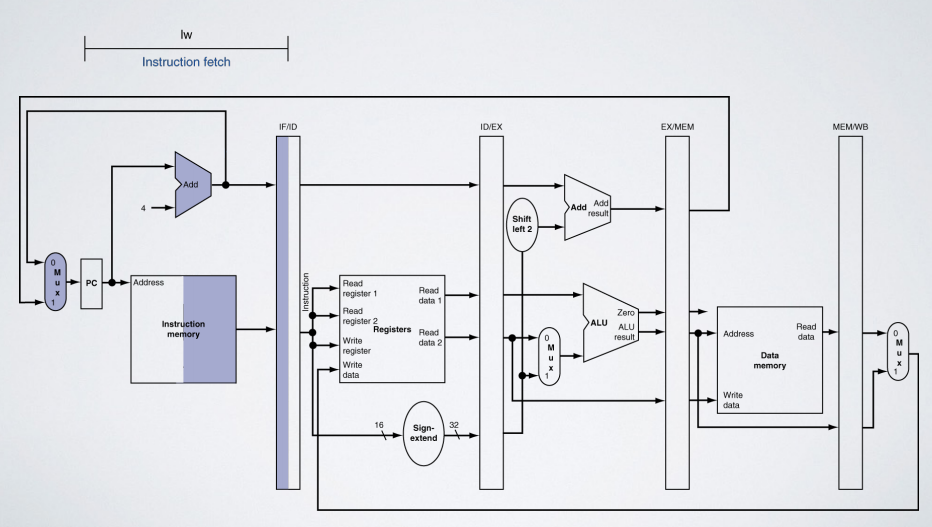 lw
Instruction fetch
IF/ID
ID/EX
EX/MEM
MEM/WB
Add
4
Shift
left 2
Add
Add
result
0
M
u
x
1
PC
Address
Instruction
memory
Instruction
Read
register 1
Read
register 2
Write
register
Write
data
Registers
Read
data 1
Read
data 2
0
M
u
x
1
ALU
Zero
ALU
result
Address
Read
data
Data
memory
Write
data
0
M
u
x
1
16
Sign-
extend
32